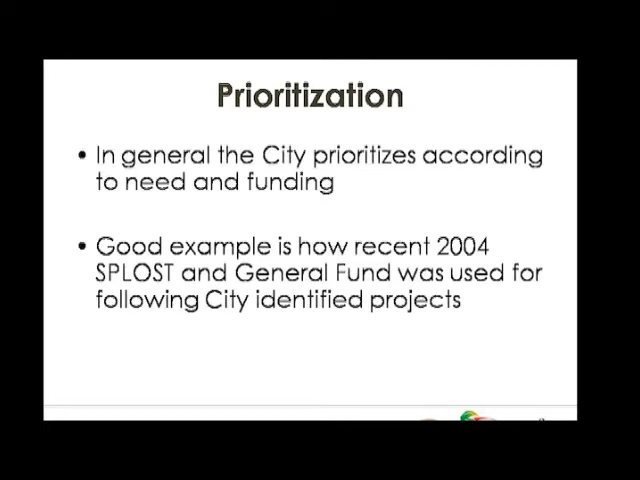 Prioritization
• In general the City prioritizes according
to need and funding
• Good example is how recent 2004
SPLOST and General Fund was used for
following City identified projects